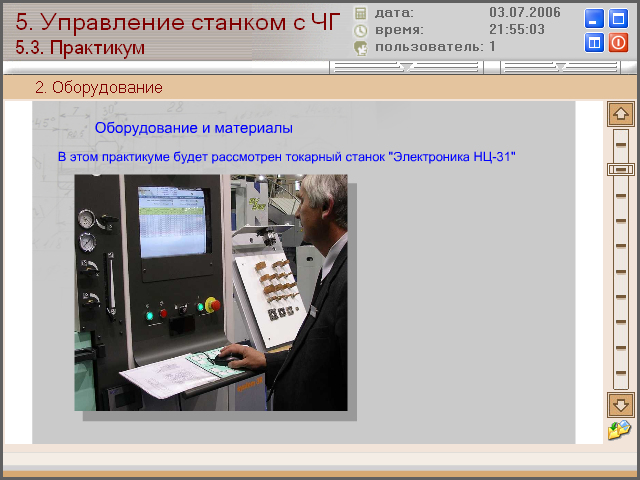 5. Управление станком с ЧГ
5.3. Практикум
дата: 03.07.2006
время: 21:55:03
пользователь: 1
2. Оборудование
Оборудование и материалы
В этом практикуме будет рассмотрен токарный станок "Электроника НЦ-31"